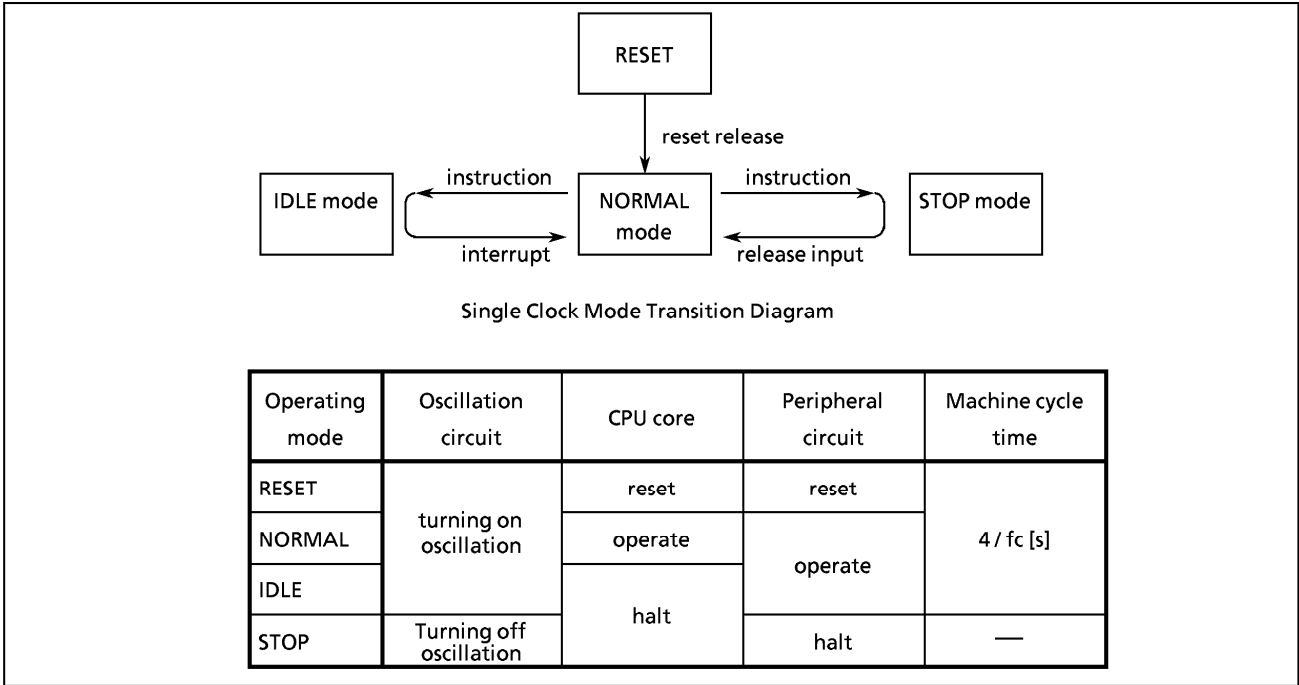 RESET
reset release
instruction
instruction
IDLE mode
NORMAL
mode
STOP mode
interrupt
release input
Single Clock Mode Transition Diagram
Operating
mode
Oscillation
circuit
CPU core
Peripheral
circuit
Machine cycle
time
RESET
turning on
oscillation
reset
reset
4 / fc [s]
NORMAL
operate
operate
IDLE
halt
STOP
Turning off
oscillation
halt
—